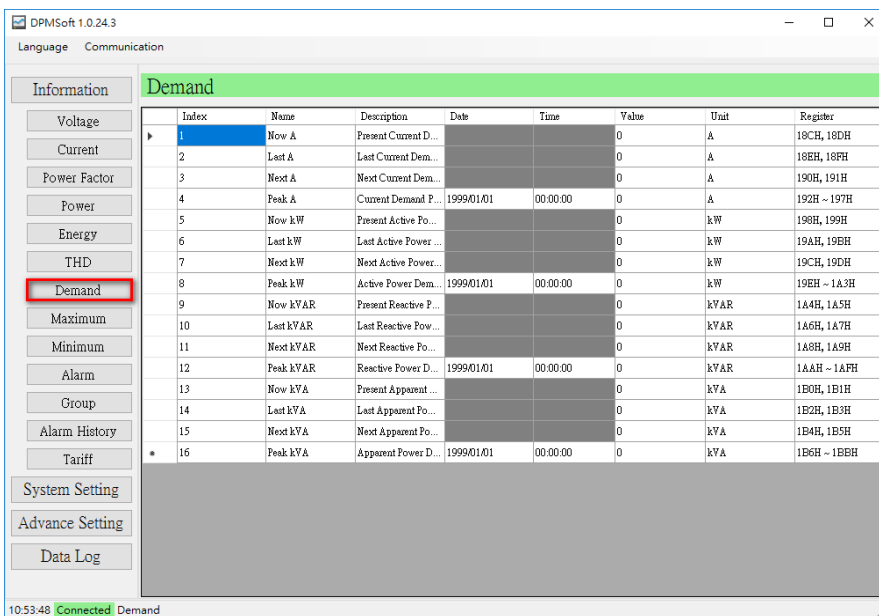 DPMSoft 1.0.24.3
Language Communication
Information
Voltage
Current
Power Factor
Power
Energy
THD
Demand
Maximum
Minimum
Alarm
Group
Alarm History
Tariff
System Setting
Advance Setting
Data Log
Demand
Index Name Description Date Time Value Unit Register
1 Now A Present Current D... 0 A 18CH, 18DH
2 Last A Last Current Dem... 0 A 18EH, 18FH
3 Next A Next Current Dem... 0 A 190H, 191H
4 Peak A Current Demand P... 1999/01/01 00:00:00 0 A 192H ~ 197H
5 Now kW Present Active Po... 0 kW 198H, 199H
6 Last kW Last Active Power ... 0 kW 19AH, 19BH
7 Next kW Next Active Power... 0 kW 19CH, 19DH
8 Peak kW Active Power Dem... 1999/01/01 00:00:00 0 kW 19EH ~ 1A3H
9 Now kVAR Present Reactive P... 0 kVAR 1A4H, 1A5H
10 Last kVAR Last Reactive Pow... 0 kVAR 1A6H, 1A7H
11 Next kVAR Next Reactive Po... 0 kVAR 1A8H, 1A9H
12 Peak kVAR Reactive Power D... 1999/01/01 00:00:00 0 kVAR 1AAH ~ 1AFH
13 Now kVA Present Apparent ... 0 kVA 1B0H, 1B1H
14 Last kVA Last Apparent Po... 0 kVA 1B2H, 1B3H
15 Next kVA Next Apparent Po... 0 kVA 1B4H, 1B5H
16 Peak kVA Apparent Power D... 1999/01/01 00:00:00 0 kVA 1B6H ~ 1BBH
10:53:48 Connected Demand